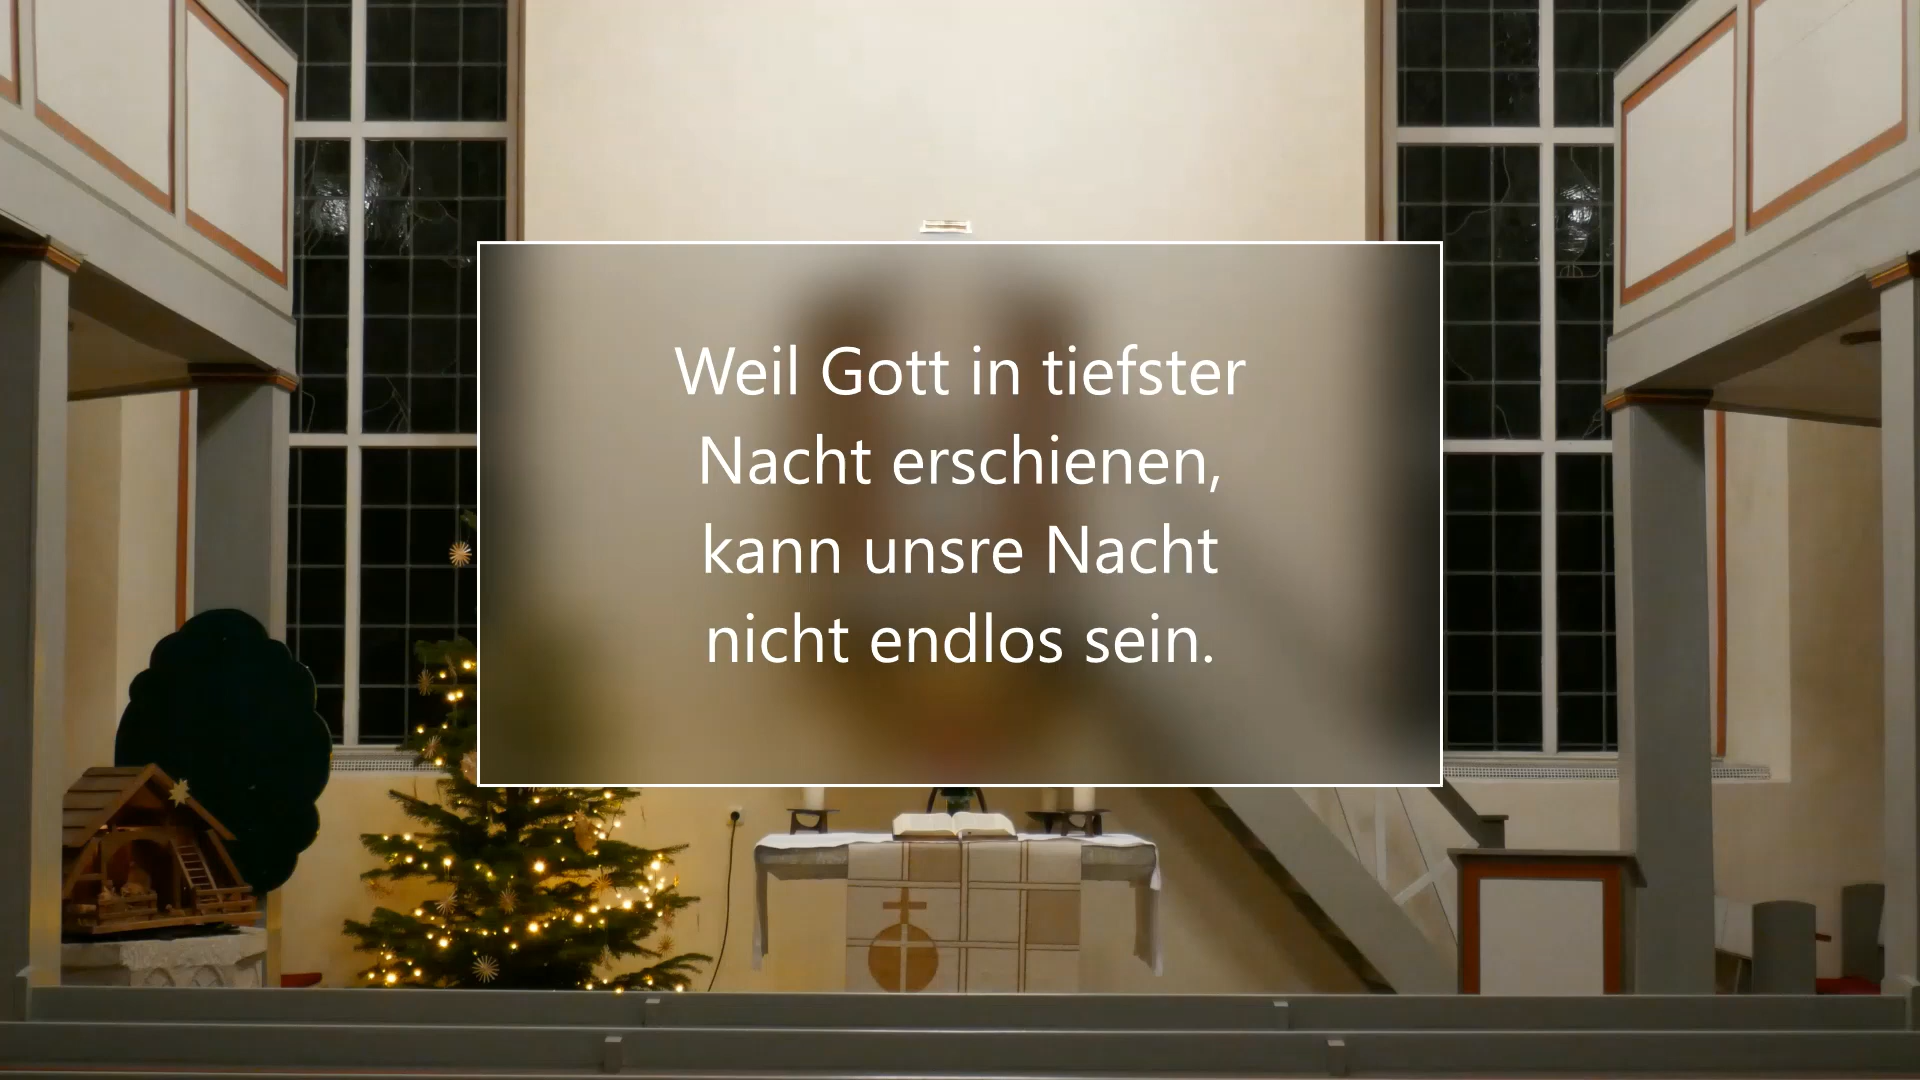 Weil Gott in tiefster
Nacht erschienen,
kann unsre Nacht
nicht endlos sein.